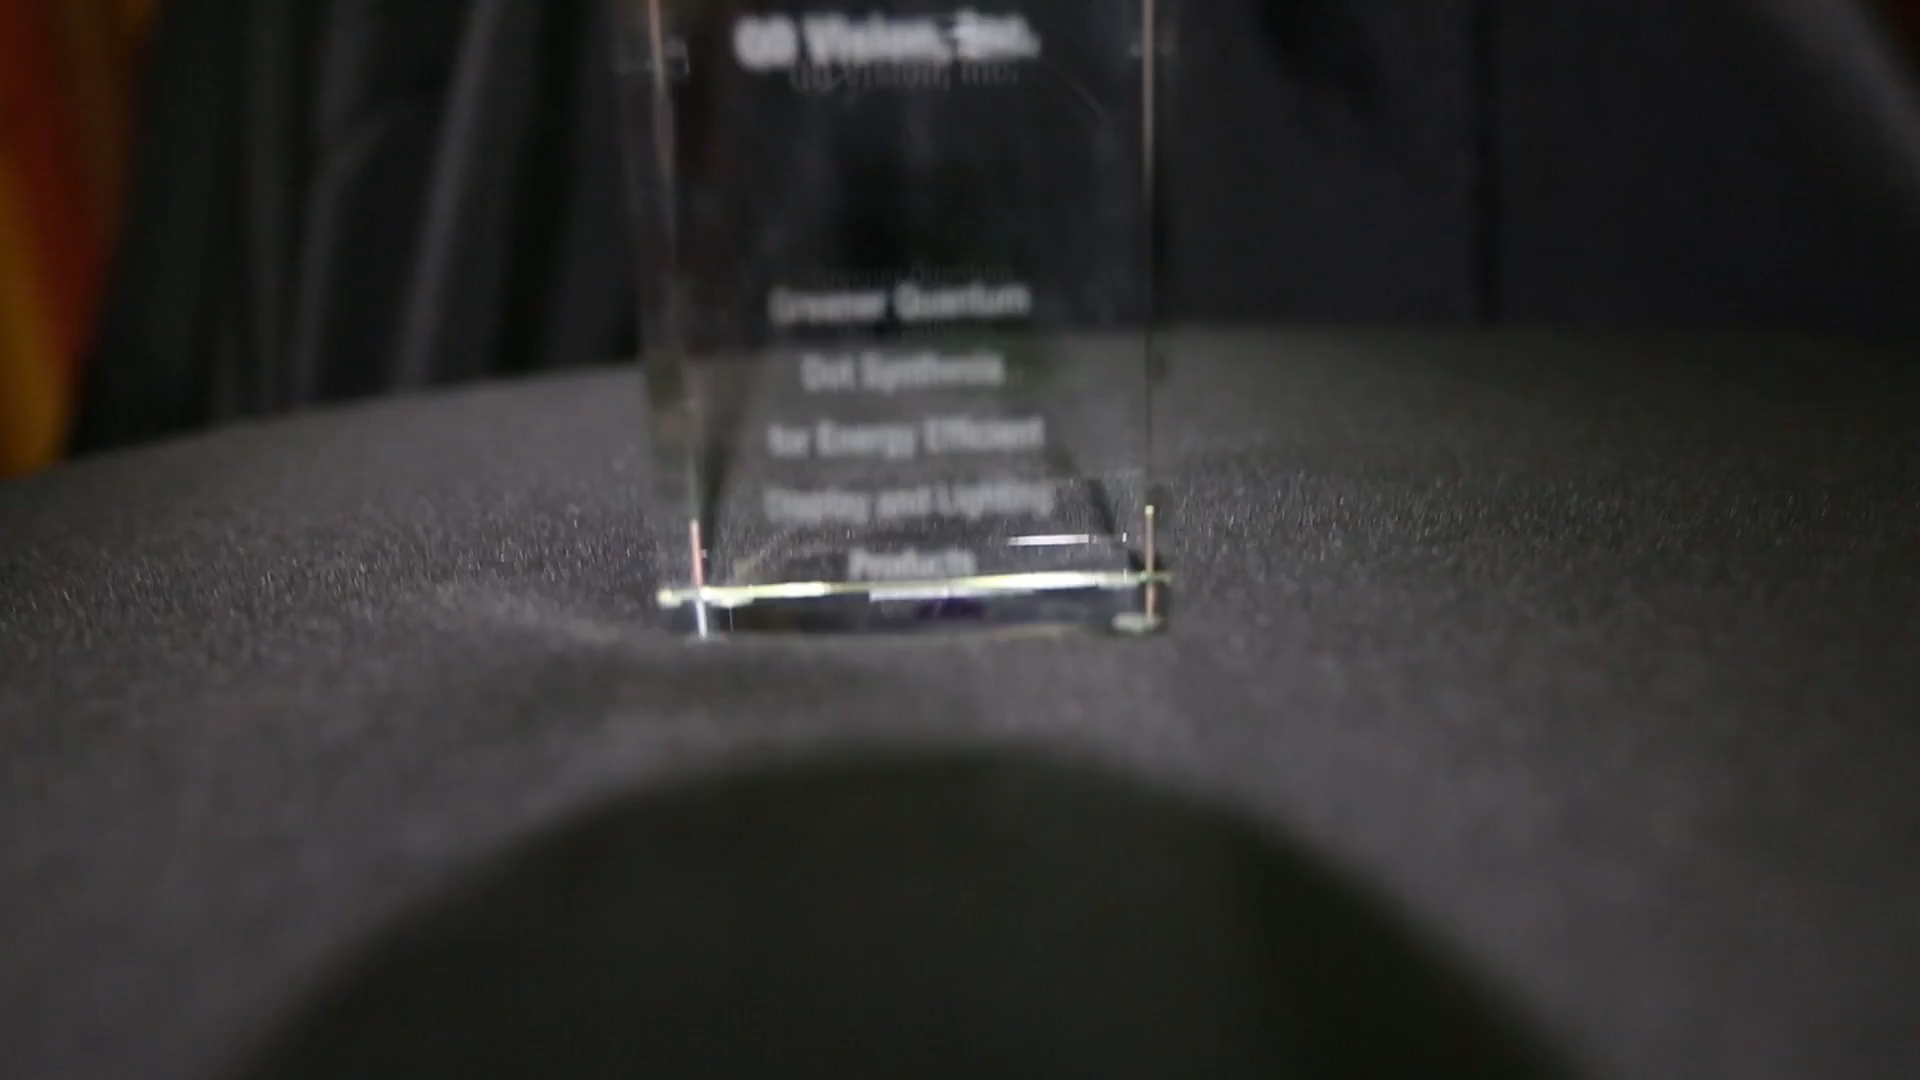 QD Vision, Inc.
Greener Quantum
Dot Synthesis
for Energy Efficient
Display and Lighting
Products